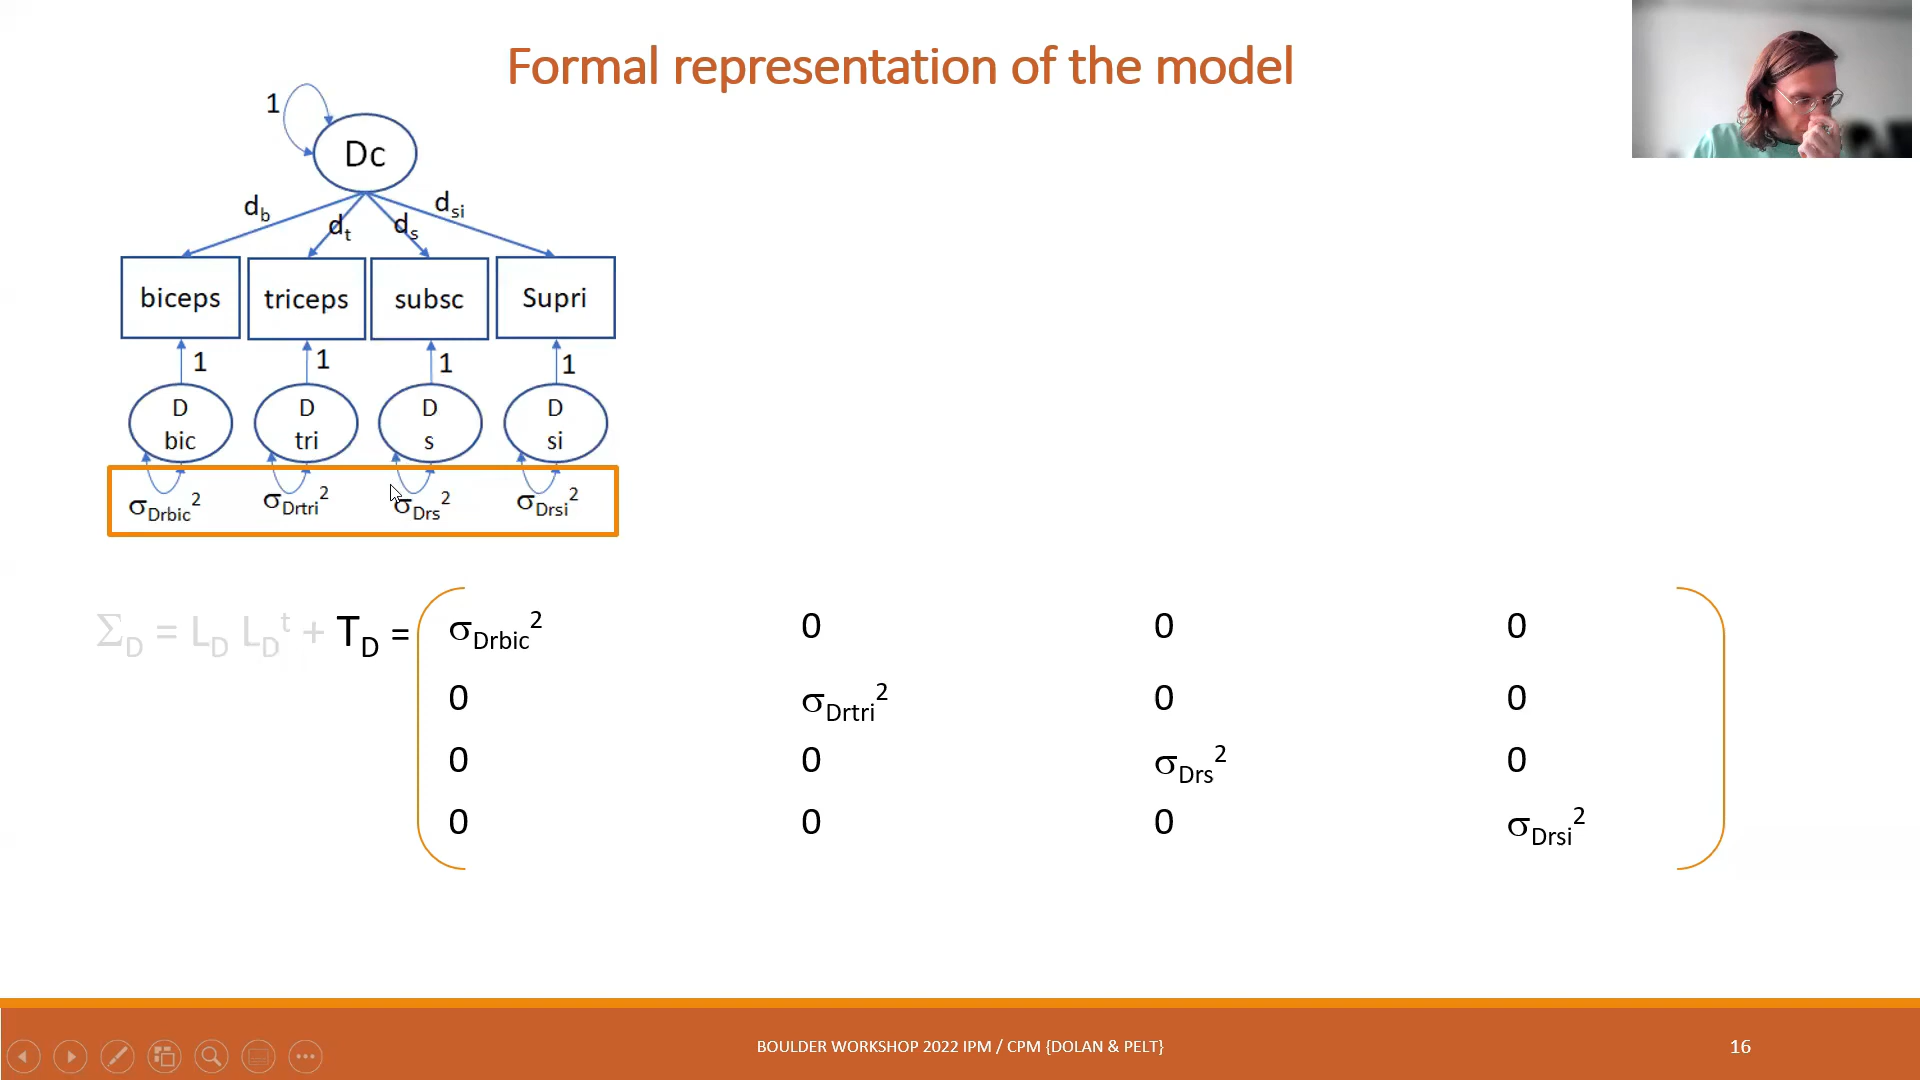 Formal representation of the model
1
Dc
d_b d_t d_s d_si
biceps triceps subsc Supri
1 1 1 1
D D D D
bic tri s si
σ_Drbic² σ_Drtri² σ_Drs² σ_Drsi²
Σ_D = L_D L_D^t + T_D =
σ_Drbic² 0 0 0
0 σ_Drtri² 0 0
0 0 σ_Drs² 0
0 0 0 σ_Drsi²
BOULDER WORKSHOP 2022 IPM / CPM {DOLAN & PELT}
16